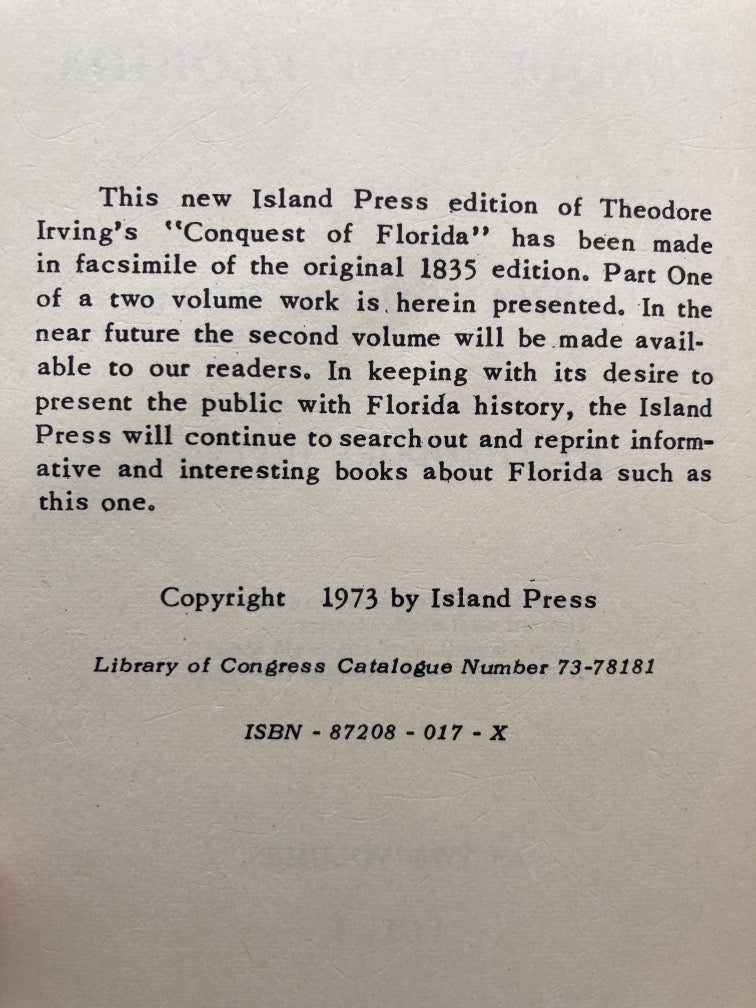 This new Island Press edition of Theodore
Irving's "Conquest of Florida" has been made
in facsimile of the original 1835 edition. Part One
of a two volume work is herein presented. In the
near future the second volume will be made avail-
able to our readers. In keeping with its desire to
present the public with Florida history, the Island
Press will continue to search out and reprint inform-
ative and interesting books about Florida such as
this one.
Copyright 1973 by Island Press
Library of Congress Catalogue Number 73-78181
ISBN - 87208 - 017 - X